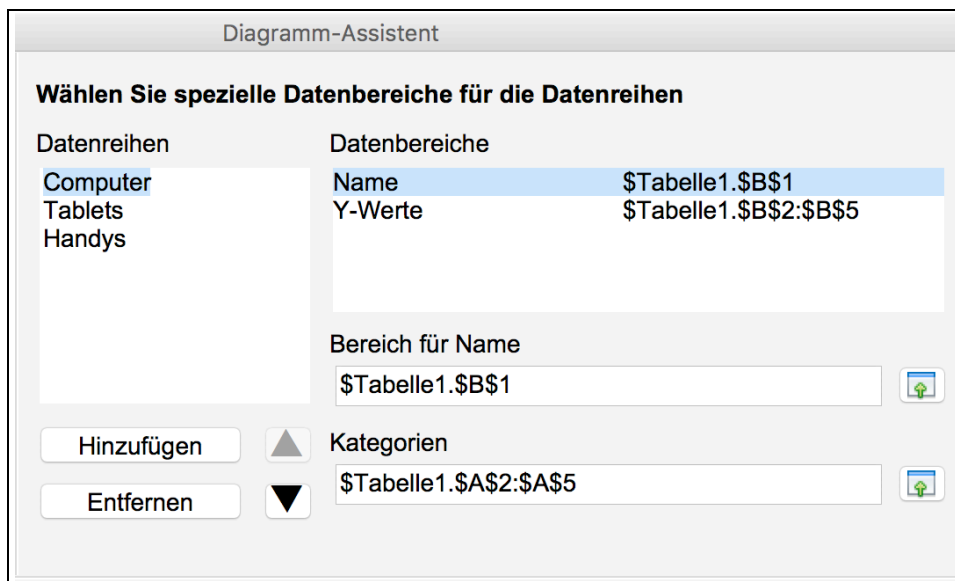 Diagramm-Assistent
Wählen Sie spezielle Datenbereiche für die Datenreihen
Datenreihen
Computer
Tablets
Handys
Hinzufügen
Entfernen
Datenbereiche
Name $Tabelle1.$B$1
Y-Werte $Tabelle1.$B$2:$B$5
Bereich für Name
$Tabelle1.$B$1
Kategorien
$Tabelle1.$A$2:$A$5